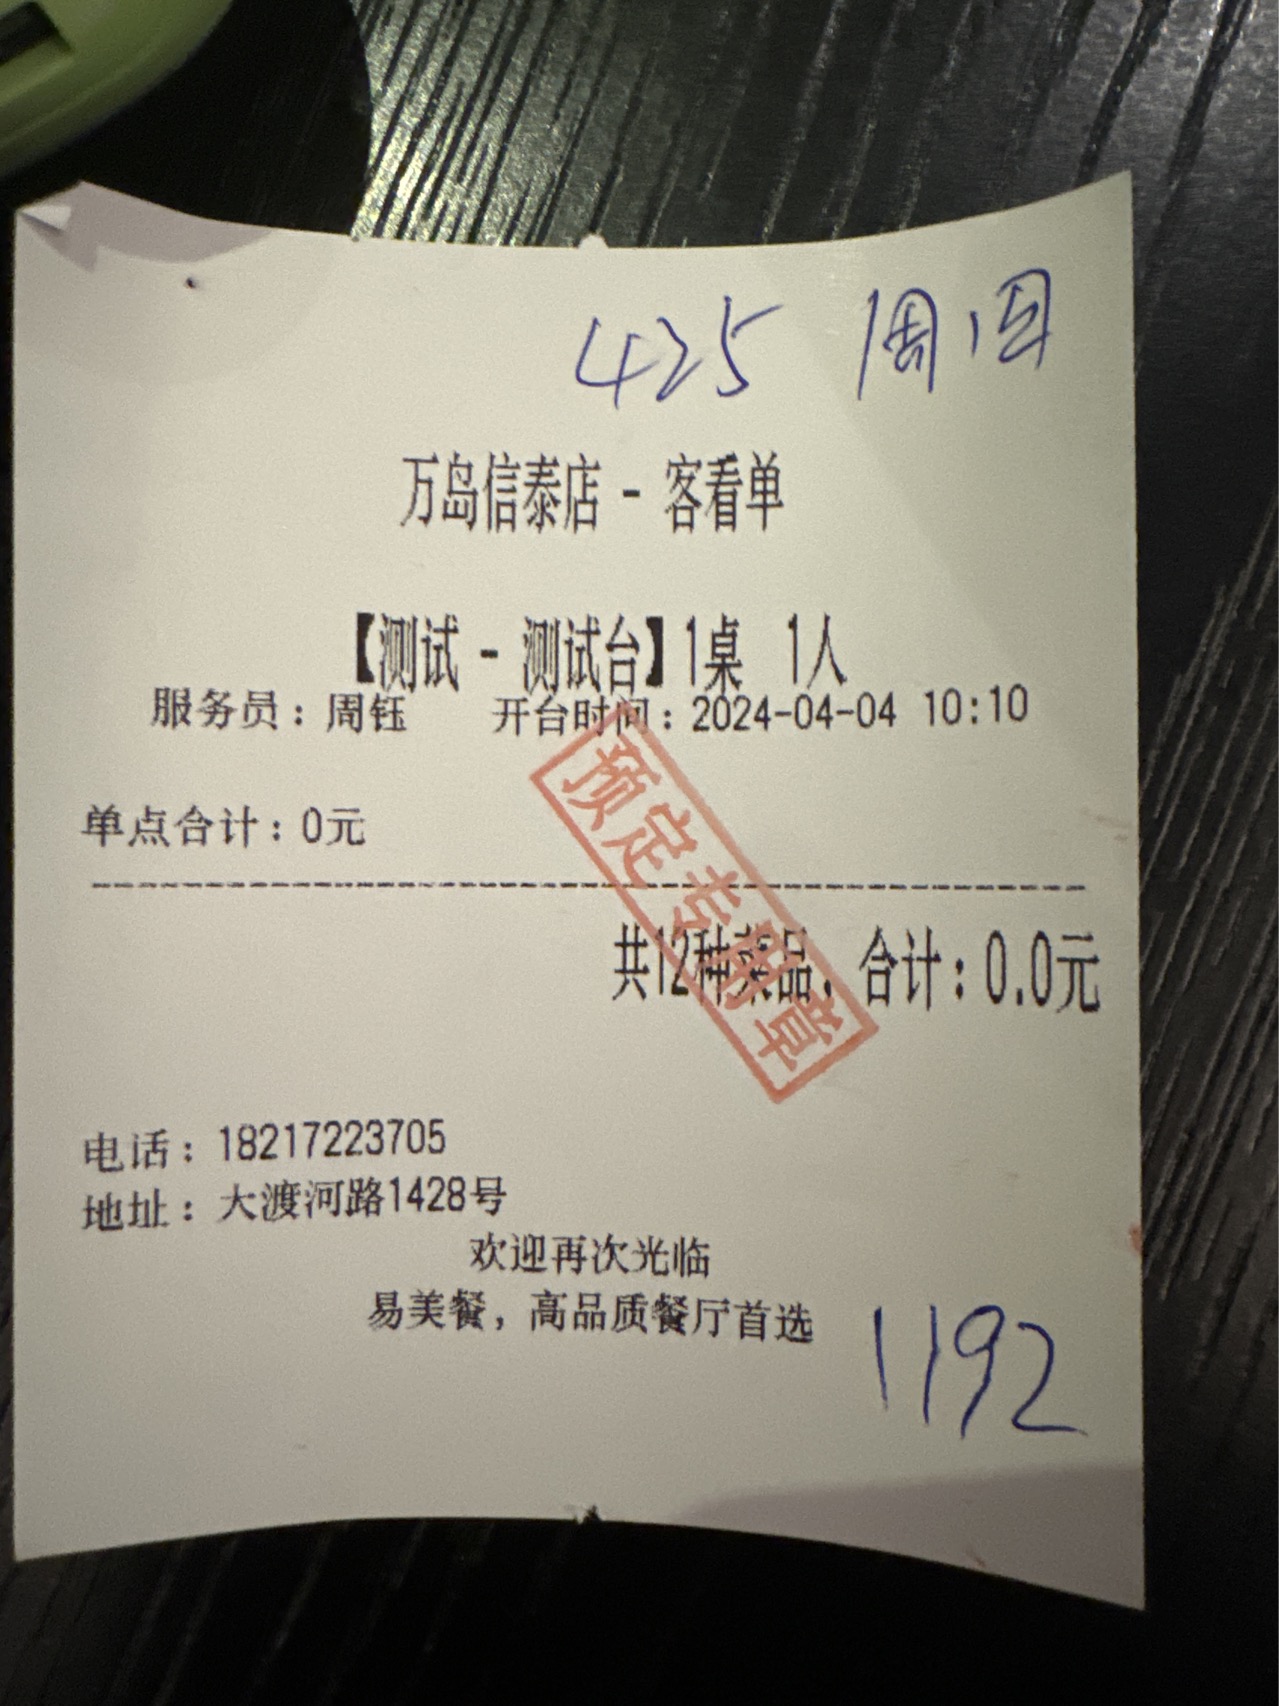 425 周四
万岛信泰店 - 客看单
【测试 - 测试台】1桌 1人
服务员：周钰 开台时间：2024-04-04 10:10
单点合计：0元
共12种菜品，合计：0.0元
预定专用章
电话：18217223705
地址：大渡河路1428号
欢迎再次光临
易美餐，高品质餐厅首选
1192